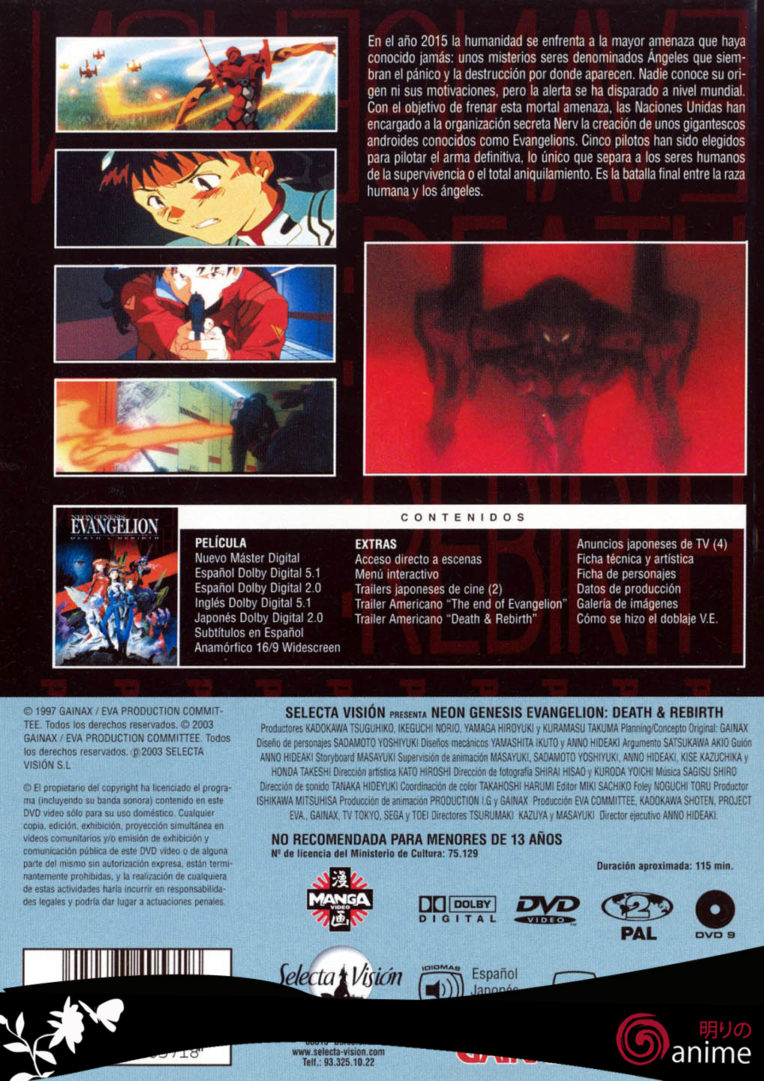 En el año 2015 la humanidad se enfrenta a la mayor amenaza que haya
conocido jamás: unos misterios seres denominados Ángeles que siem-
bran el pánico y la destrucción por donde aparecen. Nadie conoce su ori-
gen ni sus motivaciones, pero la alerta se ha disparado a nivel mundial.
Con el objetivo de frenar esta mortal amenaza, las Naciones Unidas han
encargado a la organización secreta Nerv la creación de unos gigantescos
androides conocidos como Evangelions. Cinco pilotos han sido elegidos
para pilotar el arma definitiva, lo único que separa a los seres humanos
de la supervivencia o el total aniquilamiento. Es la batalla final entre la raza
humana y los ángeles.
CONTENIDOS
NEON GENESIS
EVANGELION
DEATH & REBIRTH
PELÍCULA
Nuevo Máster Digital
Español Dolby Digital 5.1
Español Dolby Digital 2.0
Inglés Dolby Digital 5.1
Japonés Dolby Digital 2.0
Subtítulos en Español
Anamórfico 16/9 Widescreen
EXTRAS
Acceso directo a escenas
Menú interactivo
Trailers japoneses de cine (2)
Trailer Americano "The end of Evangelion"
Trailer Americano "Death & Rebirth"
Anuncios japoneses de TV (4)
Ficha técnica y artística
Ficha de personajes
Datos de producción
Galería de imágenes
Cómo se hizo el doblaje V.E.
© 1997 GAINAX / EVA PRODUCTION COMMIT-
TEE. Todos los derechos reservados. © 2003
GAINAX / EVA PRODUCTION COMMITTEE. Todos
los derechos reservados. ℗2003 SELECTA
VISIÓN S.L
© El propietario del copyright ha licenciado el progra-
ma (incluyendo su banda sonora) contenido en este
DVD video sólo para su uso doméstico. Cualquier
copia, edición, exhibición, proyección simultánea en
videos comunitarios y/o emisión de exhibición y
comunicación pública de este DVD video o de alguna
parte del mismo sin autorización expresa, están termi-
nantemente prohibidas, y la realización de cualquiera
de estas actividades haría incurrir en responsabilida-
des legales y podría dar lugar a actuaciones penales.
SELECTA VISIÓN PRESENTA NEON GENESIS EVANGELION: DEATH & REBIRTH
Productores KADOKAWA TSUGUHIKO, IKEGUCHI NORIO, YAMAGA HIROYUKI y KURAMASU TAKUMA Planning/Concepto Original: GAINAX
Diseño de personajes SADAMOTO YOSHIYUKI Diseños mecánicos YAMASHITA IKUTO y ANNO HIDEAKI Argumento SATSUKAWA AKIO Guión
ANNO HIDEAKI Storyboard MASAYUKI Supervisión de animación MASAYUKI, SADAMOTO YOSHIYUKI, ANNO HIDEAKI, KISE KAZUCHIKA y
HONDA TAKESHI Dirección artística KATO HIROSHI Dirección de fotografía SHIRAI HISAO y KURODA YOICHI Música SAGISU SHIRO
Dirección de sonido TANAKA HIDEYUKI Coordinación de color TAKAHOSHI HARUMI Editor MIKI SACHIKO Foley NOGUCHI TORU Productor
ISHIKAWA MITSUHISA Producción de animación PRODUCTION I.G y GAINAX Producción EVA COMMITTEE, KADOKAWA SHOTEN, PROJECT
EVA., GAINAX, TV TOKYO, SEGA y TOEI Directores TSURUMAKI KAZUYA y MASAYUKI Director ejecutivo ANNO HIDEAKI.
NO RECOMENDADA PARA MENORES DE 13 AÑOS
Nº de licencia del Ministerio de Cultura: 75.129
Duración aproximada: 115 min.
漫
MANGA
VIDEO
画
DOLBY
DIGITAL
DVD
VIDEO
2
PAL
DVD 9
Selecta Visión
IDIOMAS
Español
Japonés
www.selecta-vision.com
Telf.: 93.325.10.22
GAINAX
明りの
anime